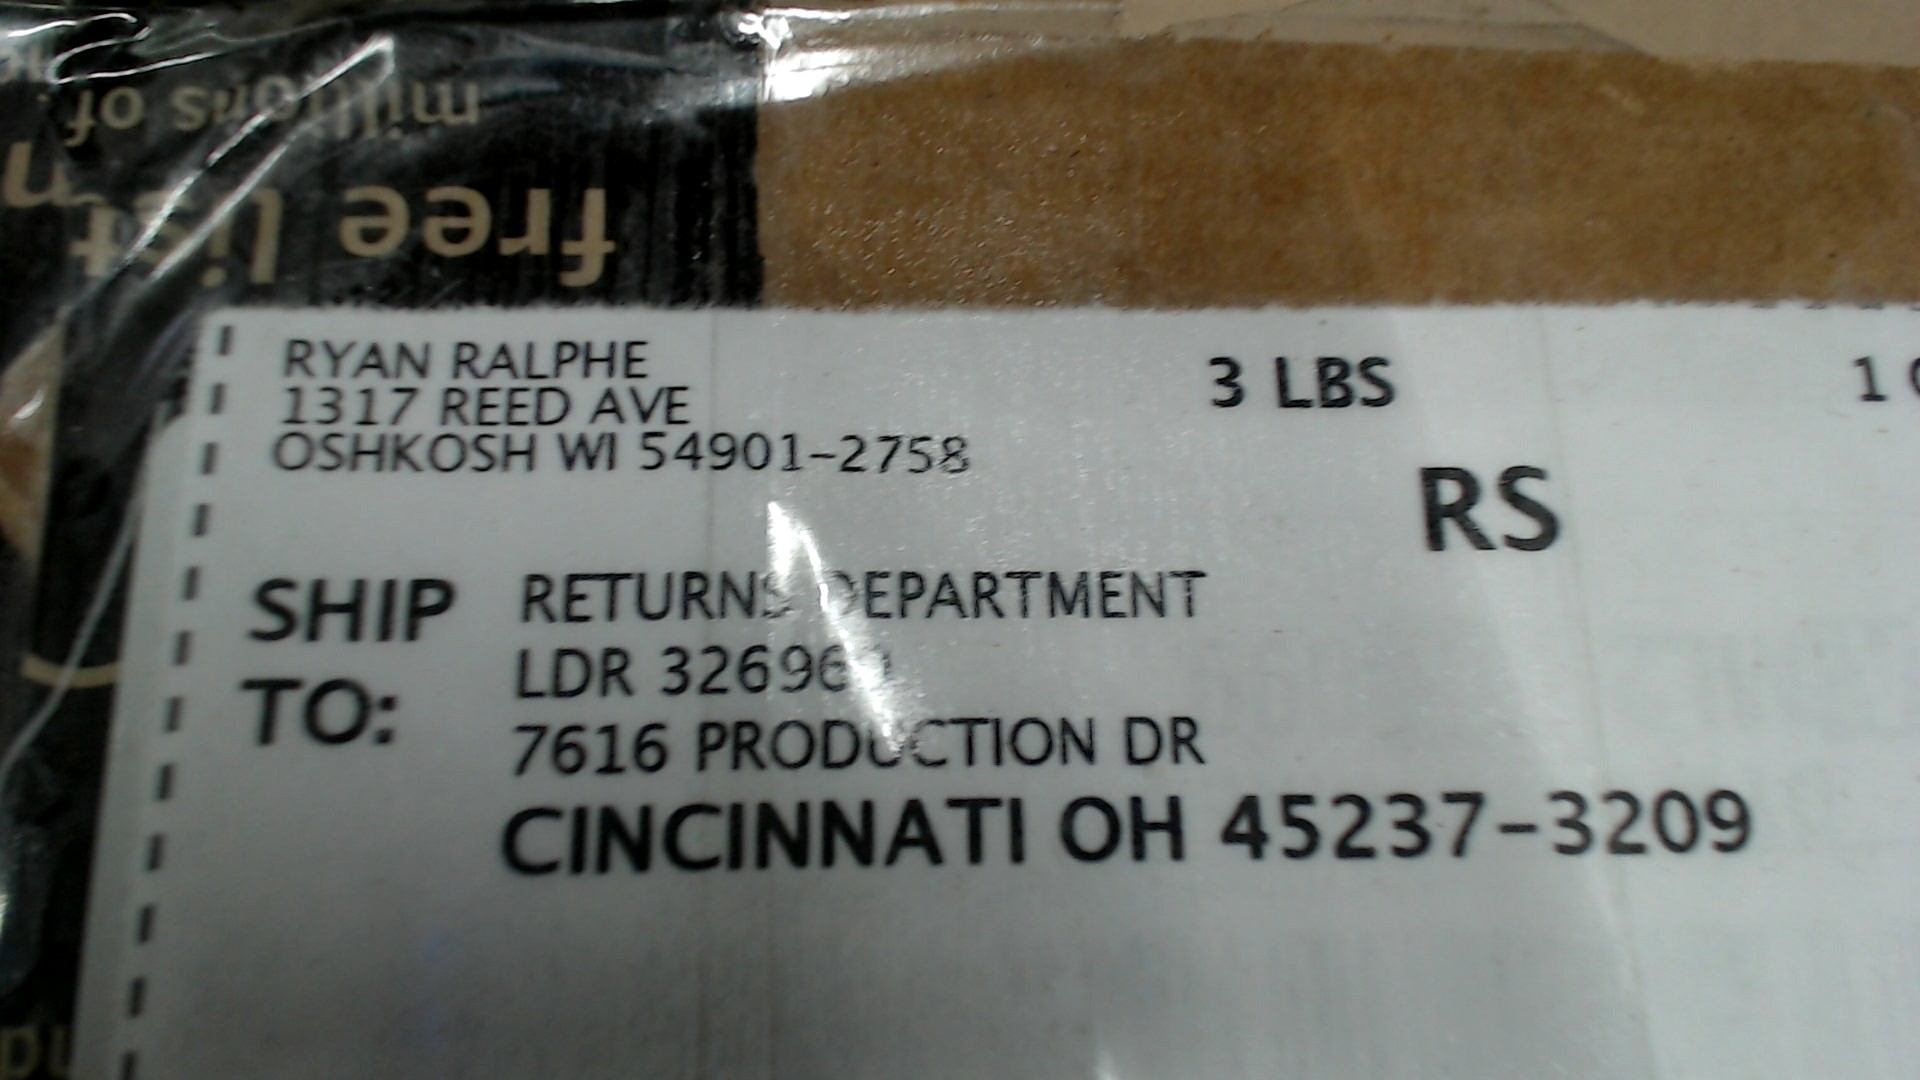 millions of
free list
RYAN RALPHE
1317 REED AVE
OSHKOSH WI 54901-2758
3 LBS
RS
SHIP TO:
RETURNS DEPARTMENT
LDR
7616 PRODUCTION DR
CINCINNATI OH 45237-3209